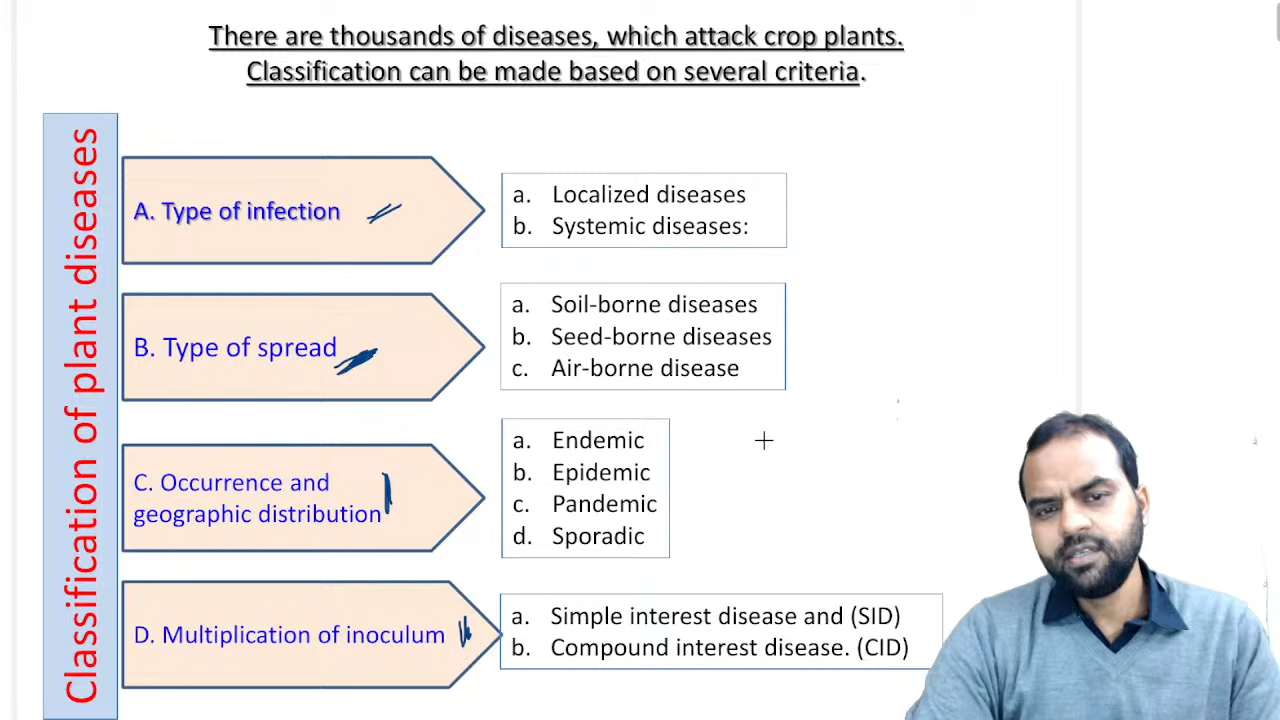 There are thousands of diseases, which attack crop plants.
Classification can be made based on several criteria.
Classification of plant diseases
A. Type of infection
a. Localized diseases
b. Systemic diseases:
B. Type of spread
a. Soil-borne diseases
b. Seed-borne diseases
c. Air-borne disease
C. Occurrence and
geographic distribution
a. Endemic
b. Epidemic
c. Pandemic
d. Sporadic
D. Multiplication of inoculum
a. Simple interest disease and (SID)
b. Compound interest disease. (CID)